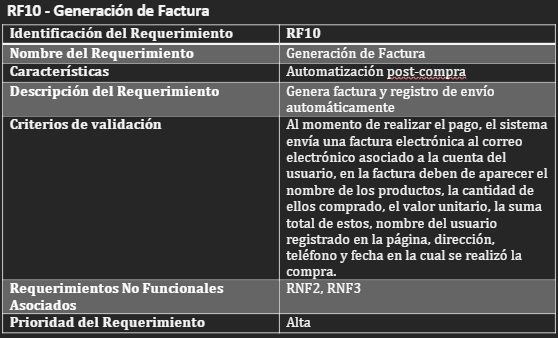 RF10 - Generación de Factura
Identificación del Requerimiento RF10
Nombre del Requerimiento Generación de Factura
Características Automatización post-compra
Descripción del Requerimiento Genera factura y registro de envío
automáticamente
Criterios de validación Al momento de realizar el pago, el sistema
envía una factura electrónica al correo
electrónico asociado a la cuenta del
usuario, en la factura deben de aparecer el
nombre de los productos, la cantidad de
ellos comprado, el valor unitario, la suma
total de estos, nombre del usuario
registrado en la página, dirección,
teléfono y fecha en la cual se realizó la
compra.
Requerimientos No Funcionales RNF2, RNF3
Asociados
Prioridad del Requerimiento Alta